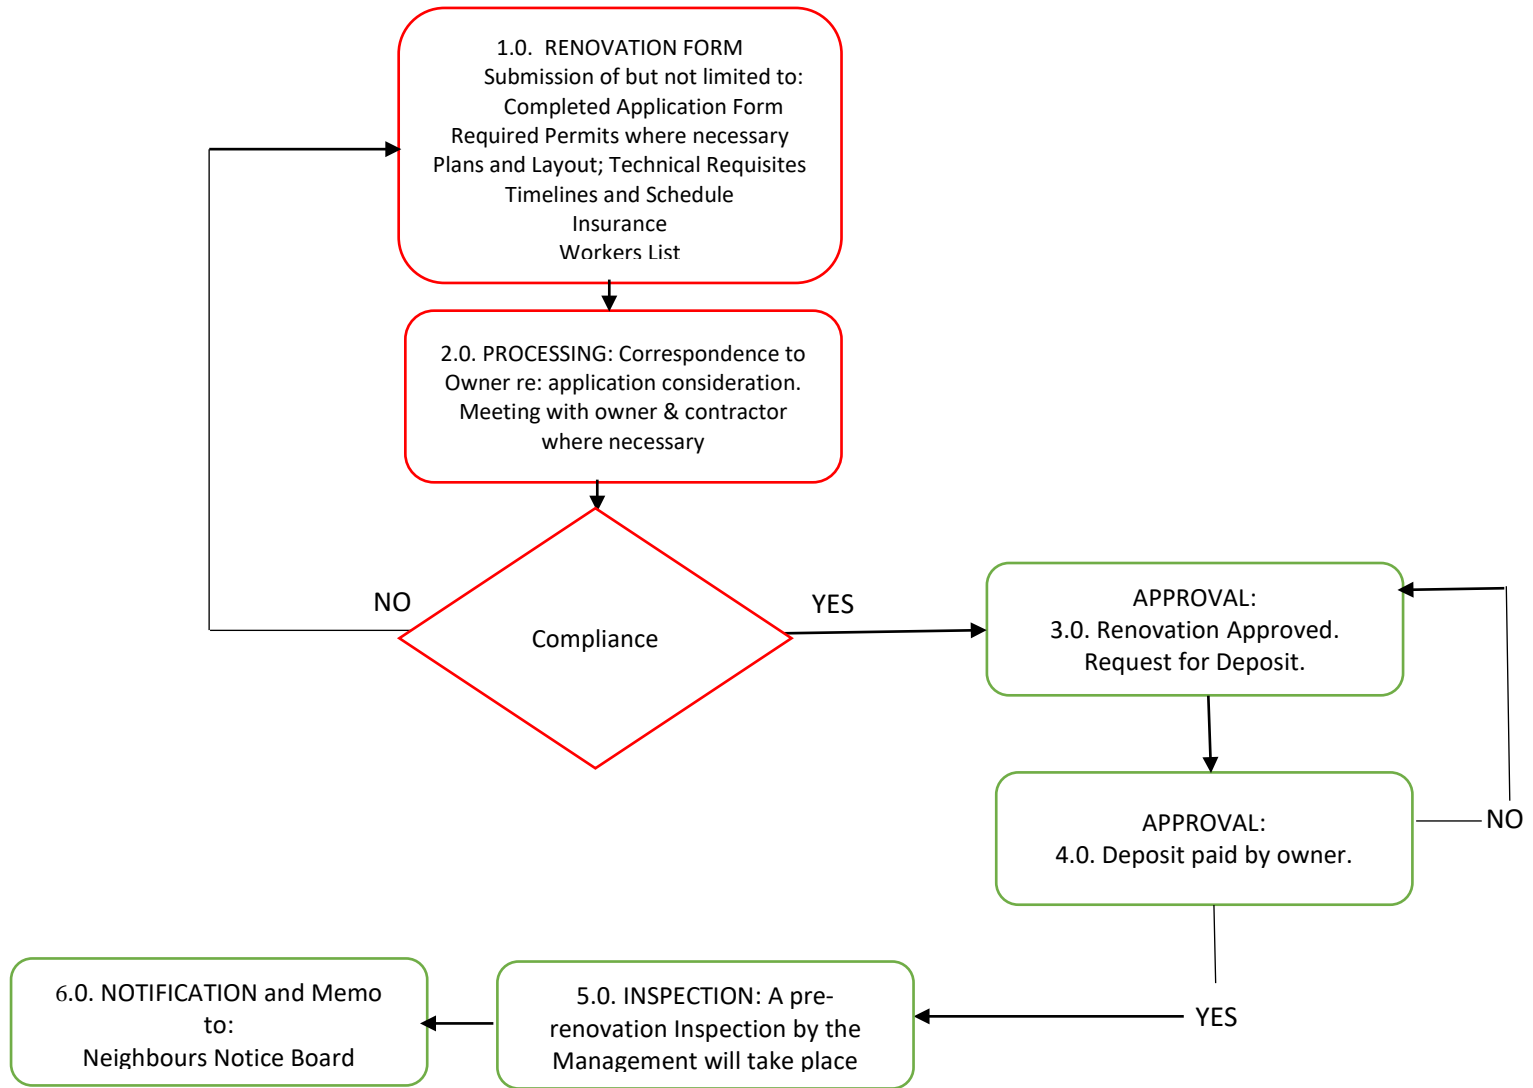 1.0. RENOVATION FORM
Submission of but not limited to:
Completed Application Form
Required Permits where necessary
Plans and Layout; Technical Requisites
Timelines and Schedule
Insurance
Workers List
2.0. PROCESSING: Correspondence to
Owner re: application consideration.
Meeting with owner & contractor
where necessary
Compliance
NO
YES
APPROVAL:
3.0. Renovation Approved.
Request for Deposit.
APPROVAL:
4.0. Deposit paid by owner.
NO
YES
5.0. INSPECTION: A pre-
renovation Inspection by the
Management will take place
6.0. NOTIFICATION and Memo
to:
Neighbours Notice Board